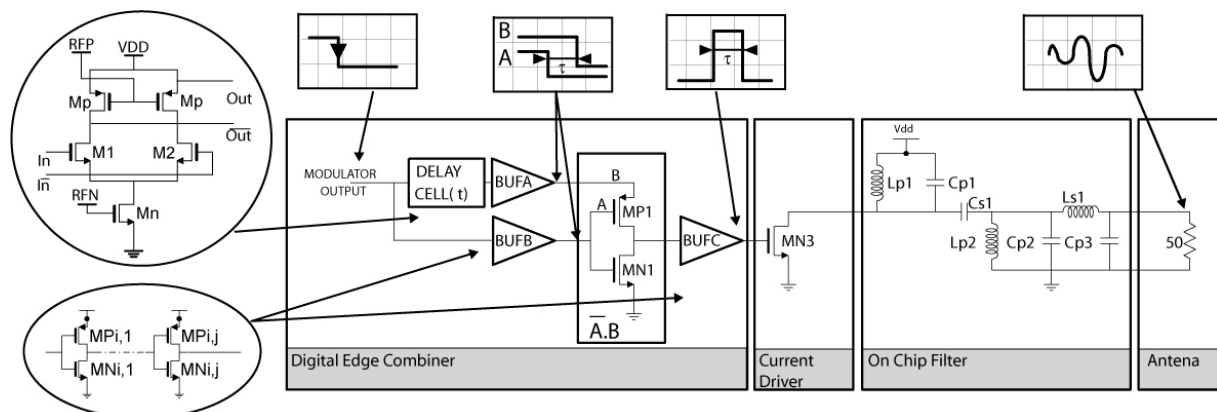 RFP
VDD
Mp
Mp
Out
Out
In
M1
M2
In
RFN
Mn
MPi,1
MPi,j
MNi,1
MNi,j
B
A
τ
τ
MODULATOR
OUTPUT
DELAY
CELL( t)
BUFA
BUFB
B
A
MP1
MN1
A.B
BUFC
MN3
Vdd
Lp1
Cp1
Cs1
Ls1
Lp2
Cp2
Cp3
50
Digital Edge Combiner
Current
Driver
On Chip Filter
Antena